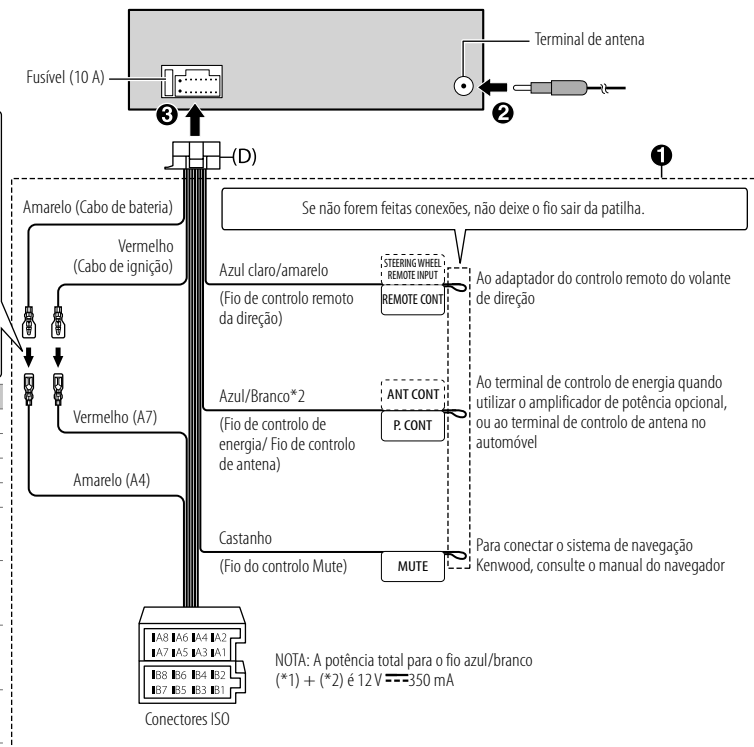 Terminal de antena
Fusível (10 A)
❸
❷
(D)
❶
Amarelo (Cabo de bateria)
Se não forem feitas conexões, não deixe o fio sair da patilha.
Vermelho
(Cabo de ignição)
Azul claro/amarelo
(Fio de controlo remoto
da direção)
STEERING WHEEL
REMOTE INPUT
REMOTE CONT
Ao adaptador do controlo remoto do volante
de direção
Azul/Branco*2
(Fio de controlo de
energia/ Fio de controlo
de antena)
ANT CONT
P. CONT
Ao terminal de controlo de energia quando
utilizar o amplificador de potência opcional,
ou ao terminal de controlo de antena no
automóvel
Vermelho (A7)
Amarelo (A4)
Castanho
(Fio do controlo Mute)
MUTE
Para conectar o sistema de navegação
Kenwood, consulte o manual do navegador
A8 A6 A4 A2
A7 A5 A3 A1
B8 B6 B4 B2
B7 B5 B3 B1
Conectores ISO
NOTA: A potência total para o fio azul/branco
(*1) + (*2) é 12 V ⎓ 350 mA